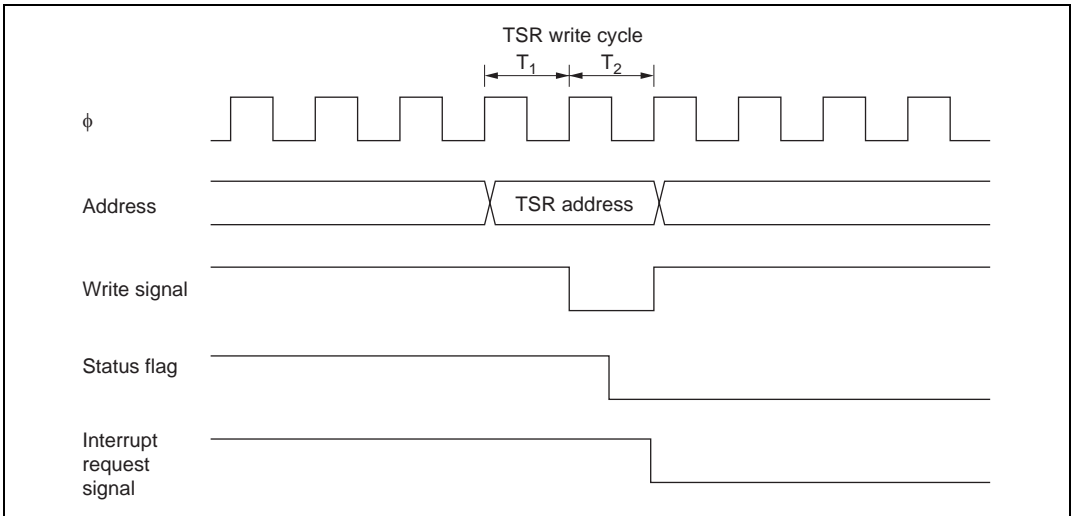 TSR write cycle
T1 T2
ϕ
Address
TSR address
Write signal
Status flag
Interrupt
request
signal